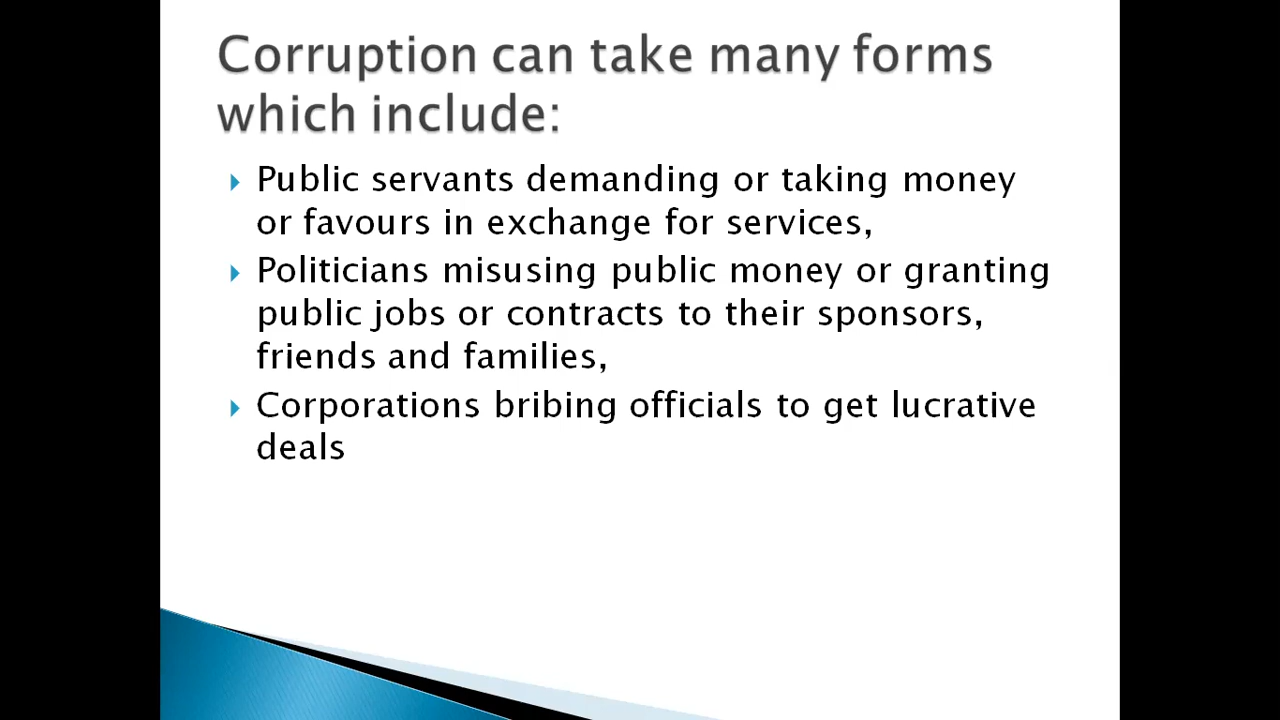 Corruption can take many forms
which include:
Public servants demanding or taking money
or favours in exchange for services,
Politicians misusing public money or granting
public jobs or contracts to their sponsors,
friends and families,
Corporations bribing officials to get lucrative
deals